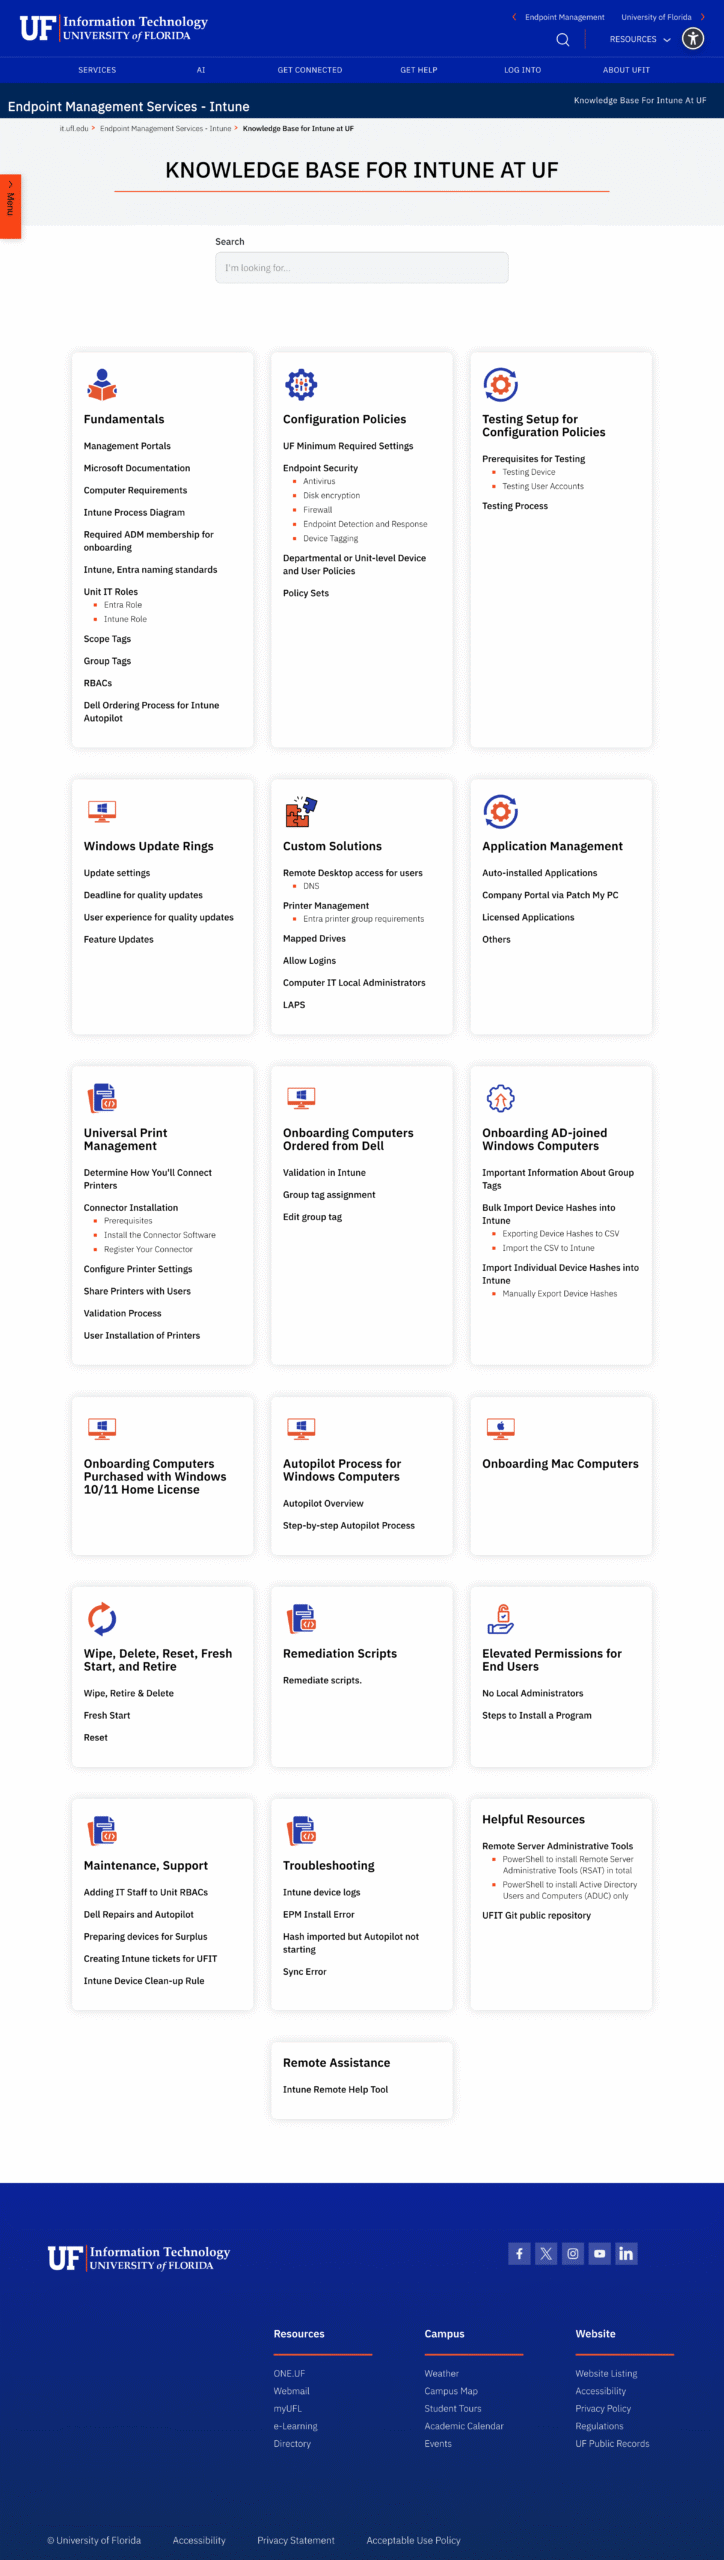 UF Information Technology
UNIVERSITY of FLORIDA
Endpoint Management
University of Florida
RESOURCES
SERVICES
AI
GET CONNECTED
GET HELP
LOG INTO
ABOUT UFIT
Endpoint Management Services - Intune
Knowledge Base For Intune At UF
it.ufl.edu > Endpoint Management Services - Intune > Knowledge Base for Intune at UF
KNOWLEDGE BASE FOR INTUNE AT UF
Menu
Search
I'm looking for...
Fundamentals
Management Portals
Microsoft Documentation
Computer Requirements
Intune Process Diagram
Required ADM membership for
onboarding
Intune, Entra naming standards
Unit IT Roles
Entra Role
Intune Role
Scope Tags
Group Tags
RBACs
Dell Ordering Process for Intune
Autopilot
Configuration Policies
UF Minimum Required Settings
Endpoint Security
Antivirus
Disk encryption
Firewall
Endpoint Detection and Response
Device Tagging
Departmental or Unit-level Device
and User Policies
Policy Sets
Testing Setup for
Configuration Policies
Prerequisites for Testing
Testing Device
Testing User Accounts
Testing Process
Windows Update Rings
Update settings
Deadline for quality updates
User experience for quality updates
Feature Updates
Custom Solutions
Remote Desktop access for users
DNS
Printer Management
Entra printer group requirements
Mapped Drives
Allow Logins
Computer IT Local Administrators
LAPS
Application Management
Auto-installed Applications
Company Portal via Patch My PC
Licensed Applications
Others
Universal Print
Management
Determine How You'll Connect
Printers
Connector Installation
Prerequisites
Install the Connector Software
Register Your Connector
Configure Printer Settings
Share Printers with Users
Validation Process
User Installation of Printers
Onboarding Computers
Ordered from Dell
Validation in Intune
Group tag assignment
Edit group tag
Onboarding AD-joined
Windows Computers
Important Information About Group
Tags
Bulk Import Device Hashes into
Intune
Exporting Device Hashes to CSV
Import the CSV to Intune
Import Individual Device Hashes into
Intune
Manually Export Device Hashes
Onboarding Computers
Purchased with Windows
10/11 Home License
Autopilot Process for
Windows Computers
Autopilot Overview
Step-by-step Autopilot Process
Onboarding Mac Computers
Wipe, Delete, Reset, Fresh
Start, and Retire
Wipe, Retire & Delete
Fresh Start
Reset
Remediation Scripts
Remediate scripts.
Elevated Permissions for
End Users
No Local Administrators
Steps to Install a Program
Maintenance, Support
Adding IT Staff to Unit RBACs
Dell Repairs and Autopilot
Preparing devices for Surplus
Creating Intune tickets for UFIT
Intune Device Clean-up Rule
Troubleshooting
Intune device logs
EPM Install Error
Hash imported but Autopilot not
starting
Sync Error
Helpful Resources
Remote Server Administrative Tools
PowerShell to install Remote Server
Administrative Tools (RSAT) in total
PowerShell to install Active Directory
Users and Computers (ADUC) only
UFIT Git public repository
Remote Assistance
Intune Remote Help Tool
UF Information Technology
UNIVERSITY of FLORIDA
Resources
ONE.UF
Webmail
myUFL
e-Learning
Directory
Campus
Weather
Campus Map
Student Tours
Academic Calendar
Events
Website
Website Listing
Accessibility
Privacy Policy
Regulations
UF Public Records
© University of Florida
Accessibility
Privacy Statement
Acceptable Use Policy